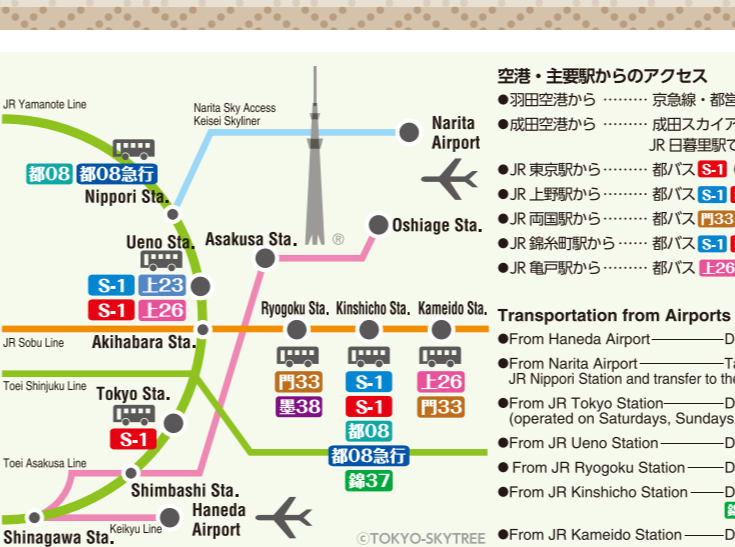 JR Yamanote Line
Narita Sky Access
Keisei Skyliner
Narita
Airport
都08 都08急行
Nippori Sta.
Oshiage Sta.
®
Ueno Sta.
Asakusa Sta.
S-1 上23
S-1 上26
Ryogoku Sta. Kinshicho Sta. Kameido Sta.
JR Sobu Line
Akihabara Sta.
門33
墨38
S-1
S-1
都08
都08急行
錦37
上26
門33
Toei Shinjuku Line
Tokyo Sta.
S-1
Toei Asakusa Line
Shimbashi Sta.
Haneda
Airport
Keikyu Line
Shinagawa Sta.
©TOKYO-SKYTREE
空港・主要駅からのアクセス
●羽田空港から ········· 京急線・都営
●成田空港から ········· 成田スカイア
JR 日暮里駅で
●JR 東京駅から ········· 都バス S-1
●JR 上野駅から ········· 都バス S-1
●JR 両国駅から ········· 都バス 門33
●JR 錦糸町駅から ······ 都バス S-1
●JR 亀戸駅から ········· 都バス 上26
Transportation from Airports
●From Haneda Airport——D
●From Narita Airport——Ta
JR Nippori Station and transfer to the
●From JR Tokyo Station——D
(operated on Saturdays, Sundays
●From JR Ueno Station——D
●From JR Ryogoku Station——D
●From JR Kinshicho Station——D
錦
●From JR Kameido Station——D